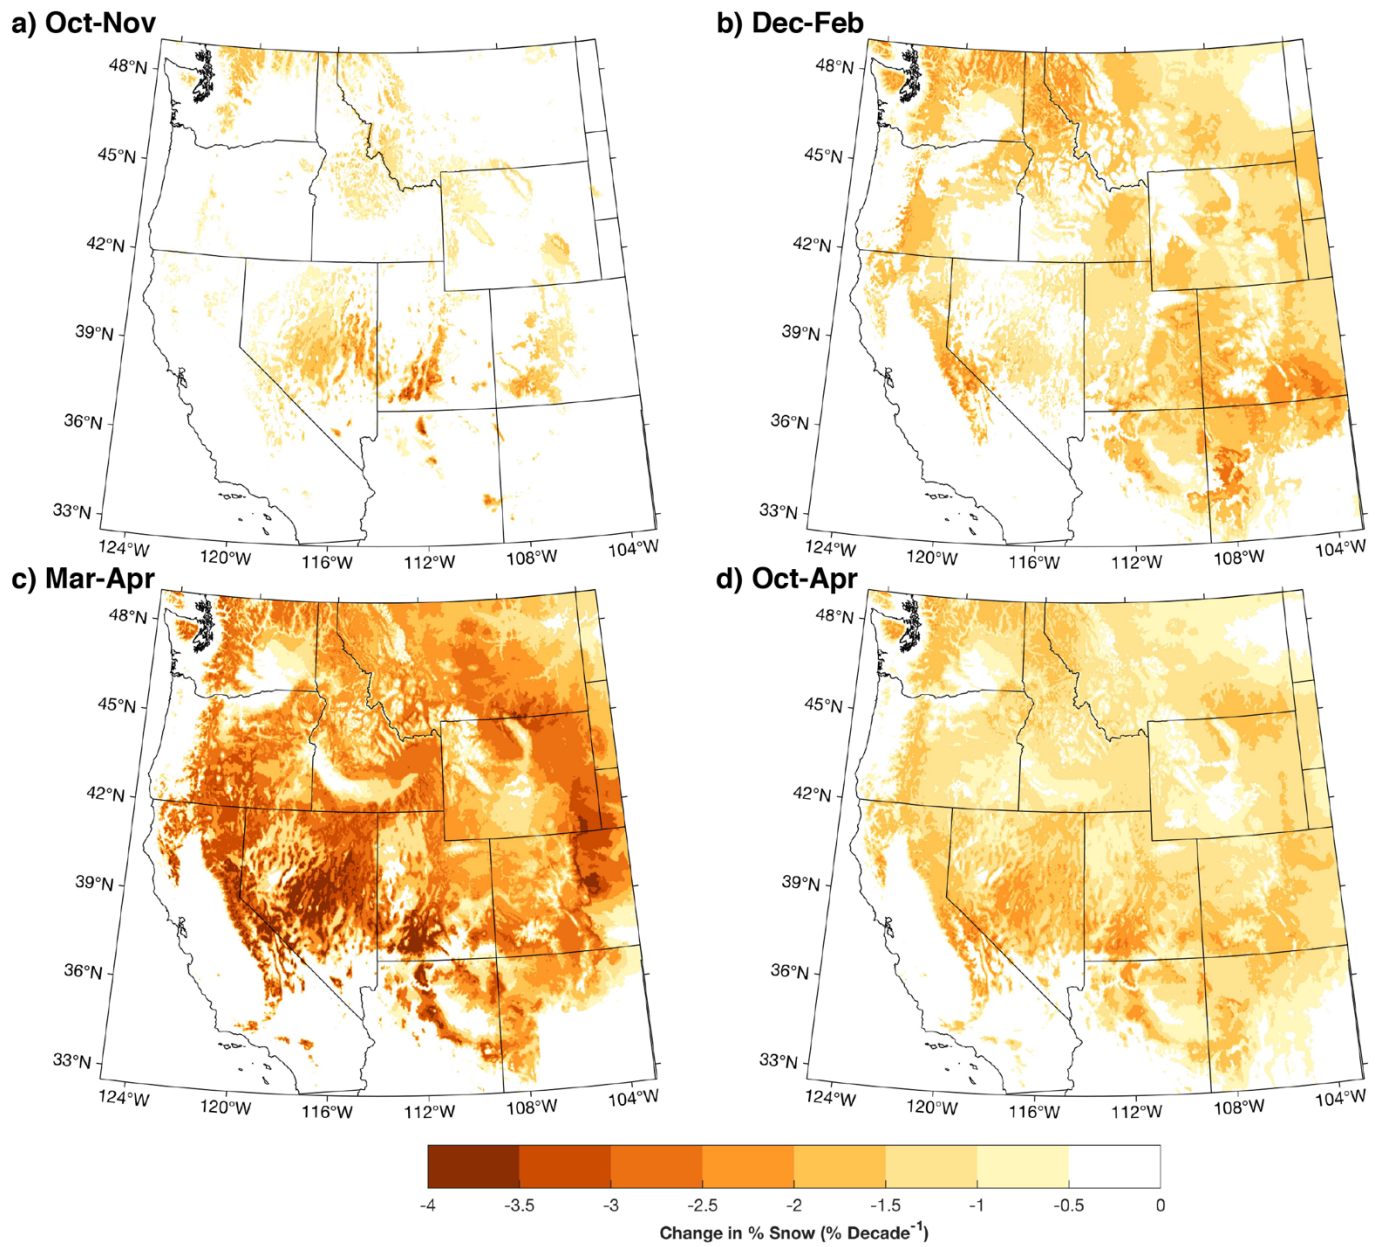 a) Oct-Nov
b) Dec-Feb
48°N
45°N
42°N
39°N
36°N
33°N
124°W 120°W 116°W 112°W 108°W 104°W
48°N
45°N
42°N
39°N
36°N
33°N
124°W 120°W 116°W 112°W 108°W 104°W
c) Mar-Apr
d) Oct-Apr
48°N
45°N
42°N
39°N
36°N
33°N
124°W 120°W 116°W 112°W 108°W 104°W
48°N
45°N
42°N
39°N
36°N
33°N
124°W 120°W 116°W 112°W 108°W 104°W
-4 -3.5 -3 -2.5 -2 -1.5 -1 -0.5 0
Change in % Snow (% Decade⁻¹)